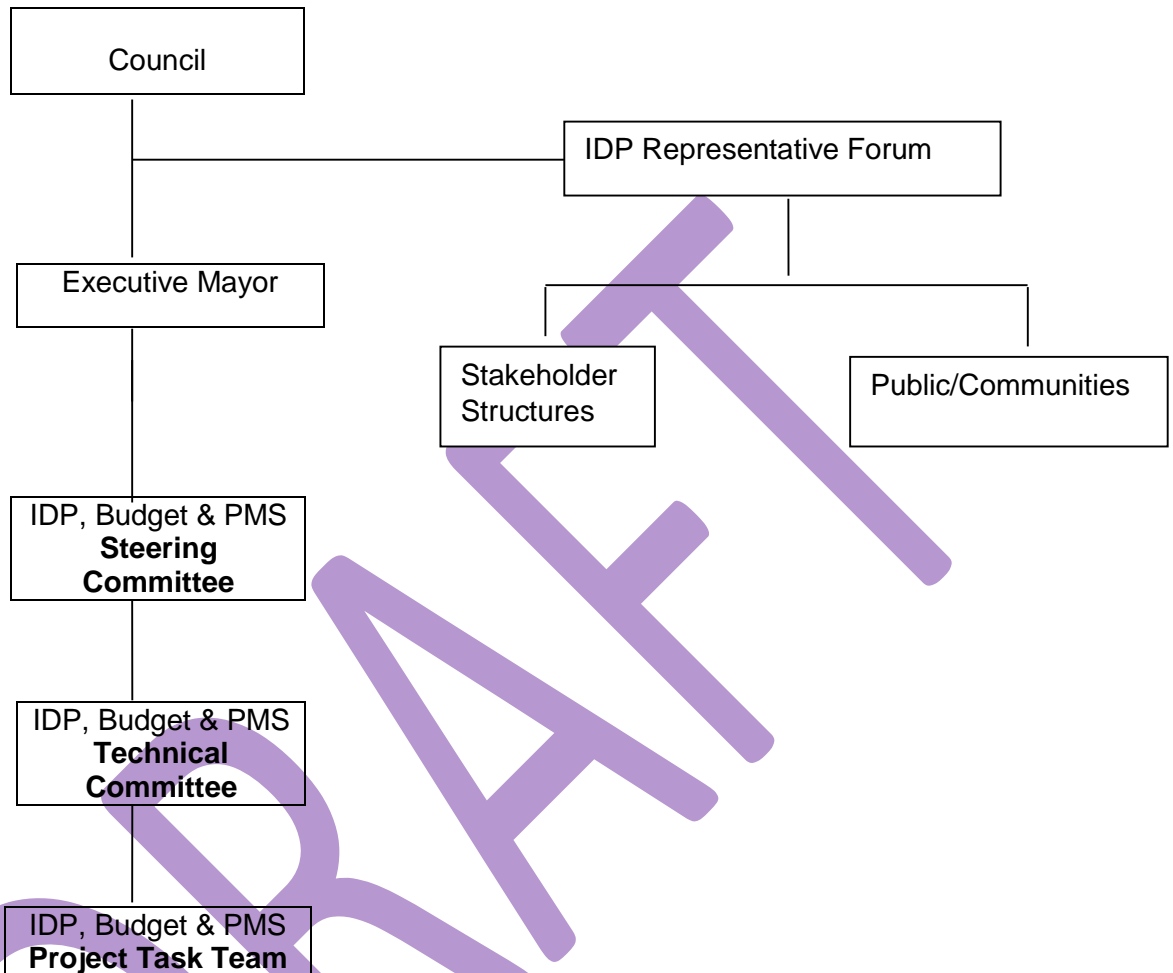 Council
IDP Representative Forum
Executive Mayor
Stakeholder
Structures
Public/Communities
IDP, Budget & PMS
Steering
Committee
IDP, Budget & PMS
Technical
Committee
IDP, Budget & PMS
Project Task Team
DRAFT